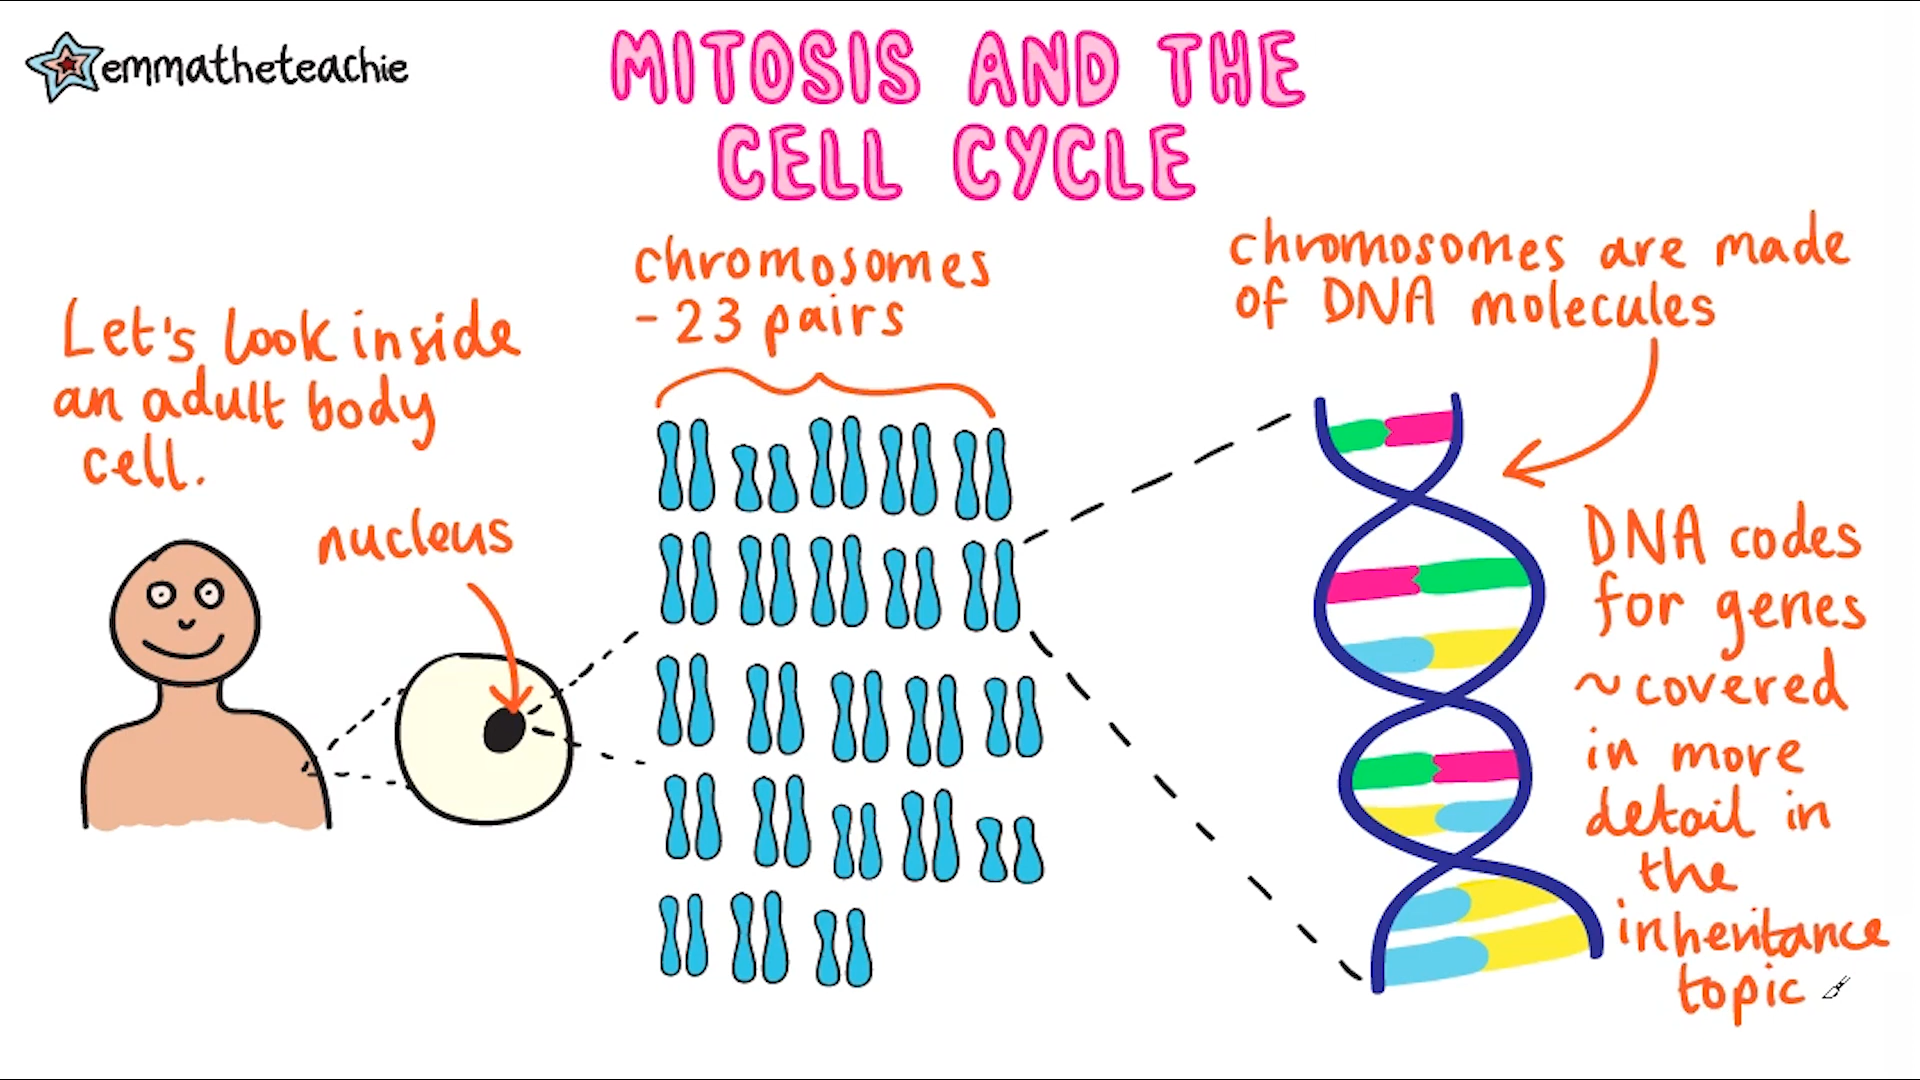 emmatheteachie
MITOSIS AND THE
CELL CYCLE
Let's look inside
an adult body
cell.
nucleus
chromosomes
- 23 pairs
chromosomes are made
of DNA molecules
DNA codes
for genes
~covered
in more
detail in
the
inheritance
topic